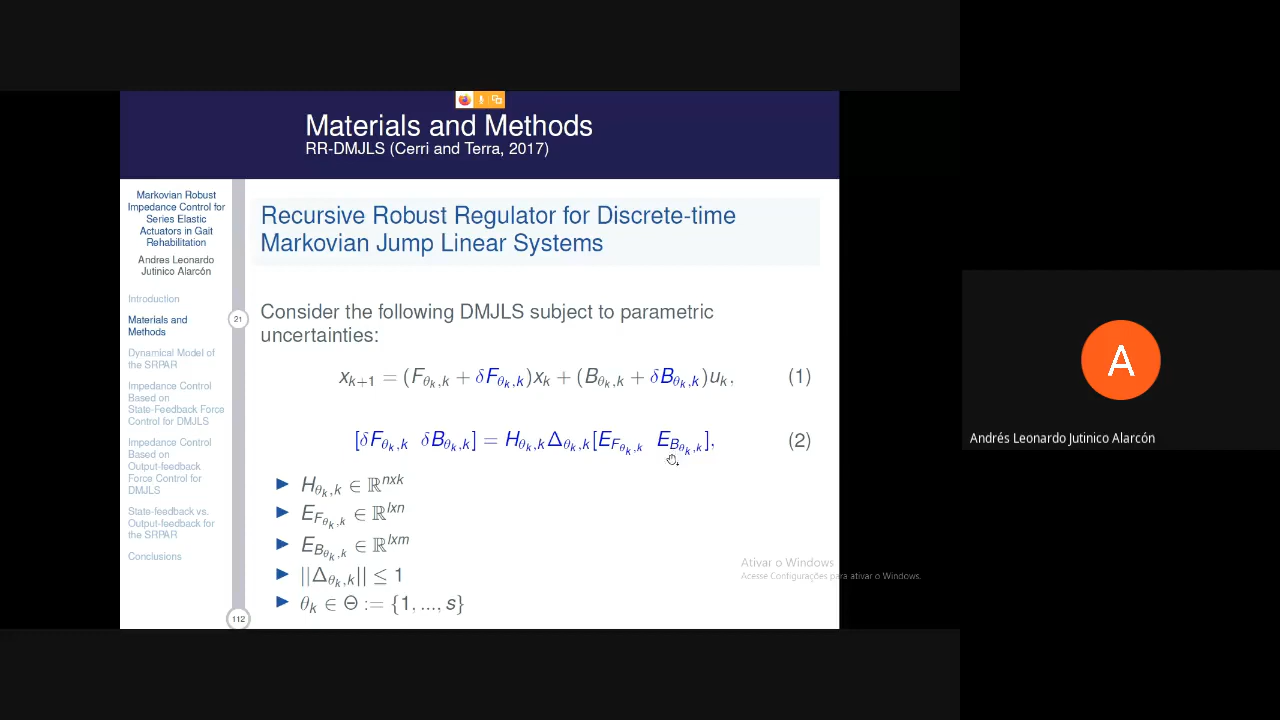 Materials and Methods
RR-DMJLS (Cerri and Terra, 2017)
Markovian Robust
Impedance Control for
Series Elastic
Actuators in Gait
Rehabilitation
Andres Leonardo
Jutinico Alarcón
Introduction
Materials and
Methods
Dynamical Model of
the SRPAR
Impedance Control
Based on
State-Feedback Force
Control for DMJLS
Impedance Control
Based on
Output-feedback
Force Control for
DMJLS
State-feedback vs.
Output-feedback for
the SRPAR
Conclusions
21
112
Recursive Robust Regulator for Discrete-time
Markovian Jump Linear Systems
Consider the following DMJLS subject to parametric
uncertainties:
x_{k+1} = (F_{θ_k,k} + δF_{θ_k,k})x_k + (B_{θ_k,k} + δB_{θ_k,k})u_k, (1)
[δF_{θ_k,k} δB_{θ_k,k}] = H_{θ_k,k}Δ_{θ_k,k}[E_{F_{θ_k,k}} E_{B_{θ_k,k}}], (2)
▶ H_{θ_k,k} ∈ ℝ^{nxk}
▶ E_{F_{θ_k,k}} ∈ ℝ^{lxn}
▶ E_{B_{θ_k,k}} ∈ ℝ^{lxm}
▶ ||Δ_{θ_k,k}|| ≤ 1
▶ θ_k ∈ Θ := {1, ..., s}
Ativar o Windows
Acesse Configurações para ativar o Windows.
A
Andrés Leonardo Jutinico Alarcón